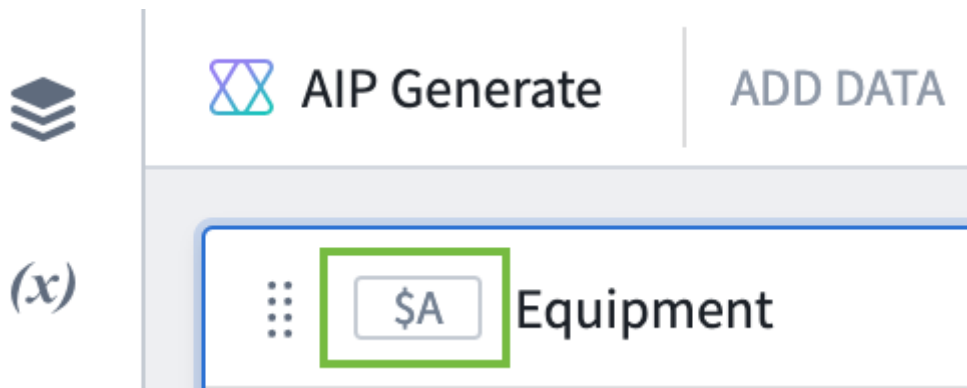 AIP Generate ADD DATA
(x)
$A Equipment